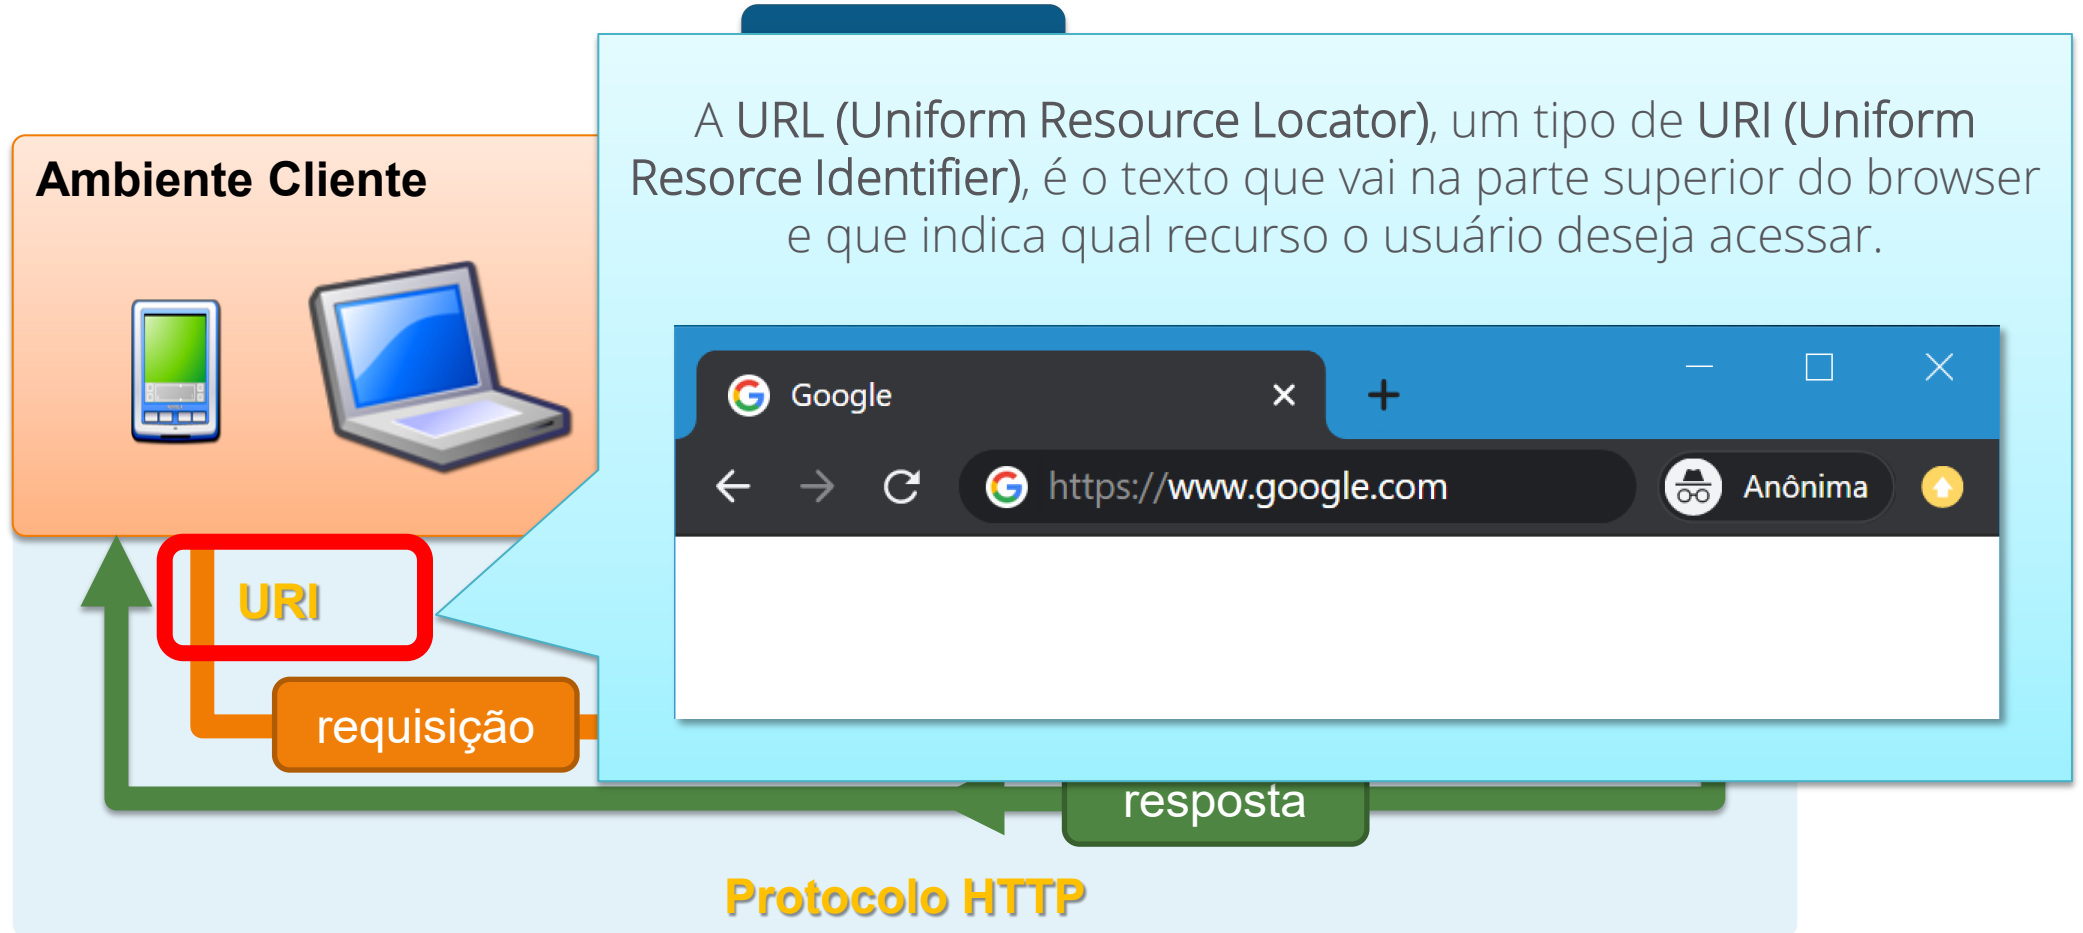 A URL (Uniform Resource Locator), um tipo de URI (Uniform
Resorce Identifier), é o texto que vai na parte superior do browser
e que indica qual recurso o usuário deseja acessar.
Ambiente Cliente
Google
https://www.google.com
Anônima
URI
requisição
resposta
Protocolo HTTP